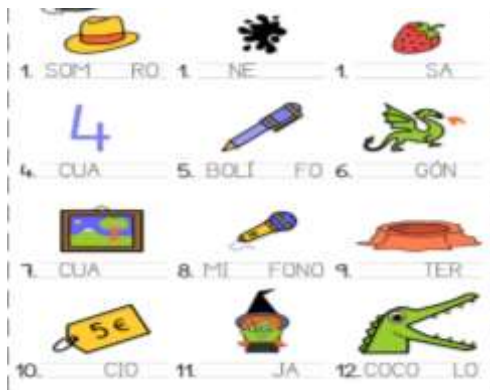 1. SOM RO 1. NE 1. SA
4
4. CUA 5. BOLÍ FO 6. GÓN
7. CUA 8. MI FONO 9. TER
5 €
10. CIO 11. JA 12. COCO LO